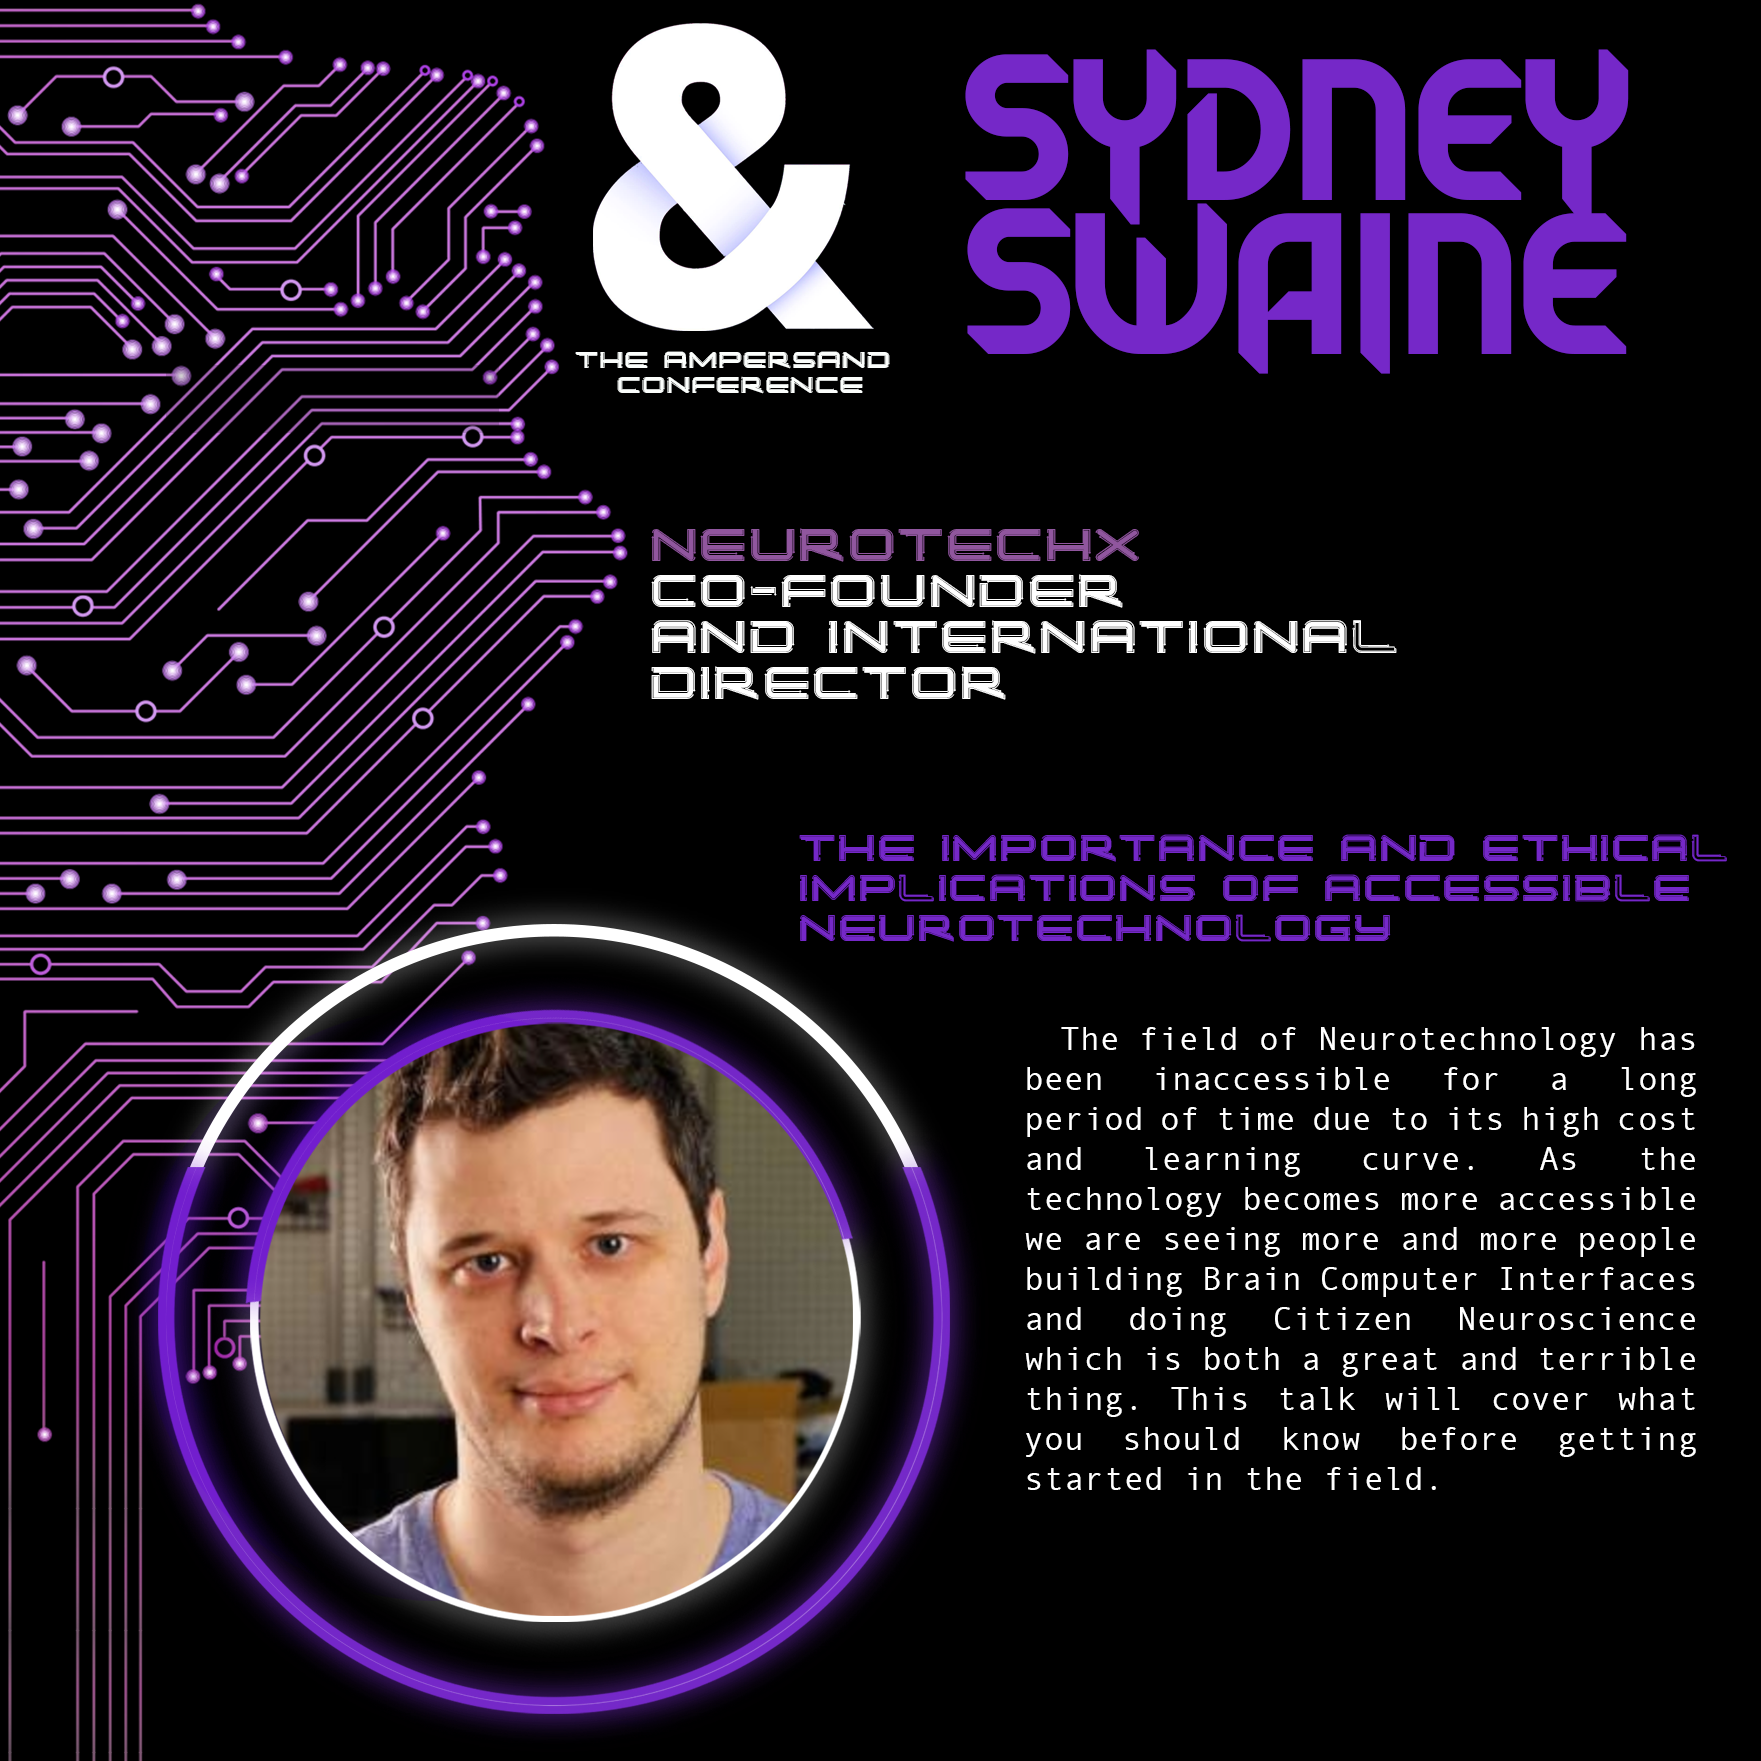 &
THE AMPERSAND
CONFERENCE
SYDNEY
SWAINE
NEUROTECHX
CO-FOUNDER
AND INTERNATIONAL
DIRECTOR
THE IMPORTANCE AND ETHICAL
IMPLICATIONS OF ACCESSIBLE
NEUROTECHNOLOGY
The field of Neurotechnology has
been inaccessible for a long
period of time due to its high cost
and learning curve. As the
technology becomes more accessible
we are seeing more and more people
building Brain Computer Interfaces
and doing Citizen Neuroscience
which is both a great and terrible
thing. This talk will cover what
you should know before getting
started in the field.